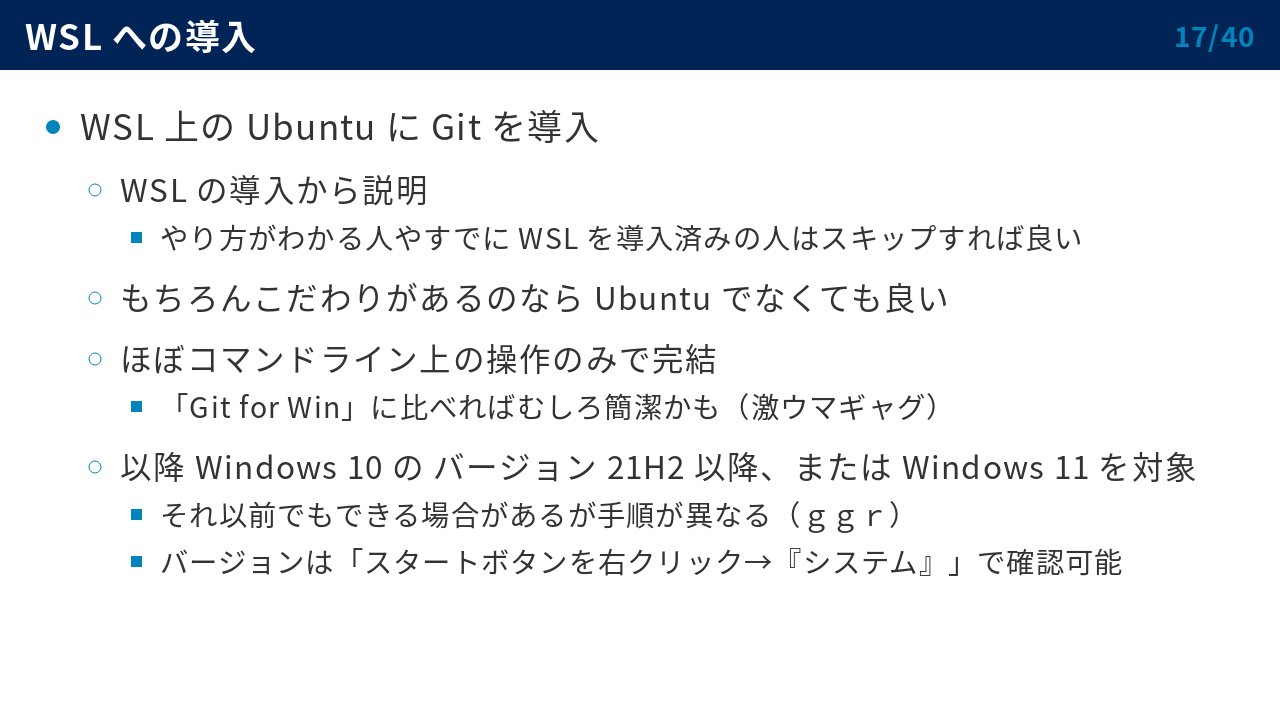 WSL への導入
17/40
WSL 上の Ubuntu に Git を導入
WSL の導入から説明
やり方がわかる人やすでに WSL を導入済みの人はスキップすれば良い
もちろんこだわりがあるのなら Ubuntu でなくても良い
ほぼコマンドライン上の操作のみで完結
「Git for Win」に比べればむしろ簡潔かも（激ウマギャグ）
以降 Windows 10 の バージョン 21H2 以降、または Windows 11 を対象
それ以前でもできる場合があるが手順が異なる（ｇｇｒ）
バージョンは「スタートボタンを右クリック→『システム』」で確認可能